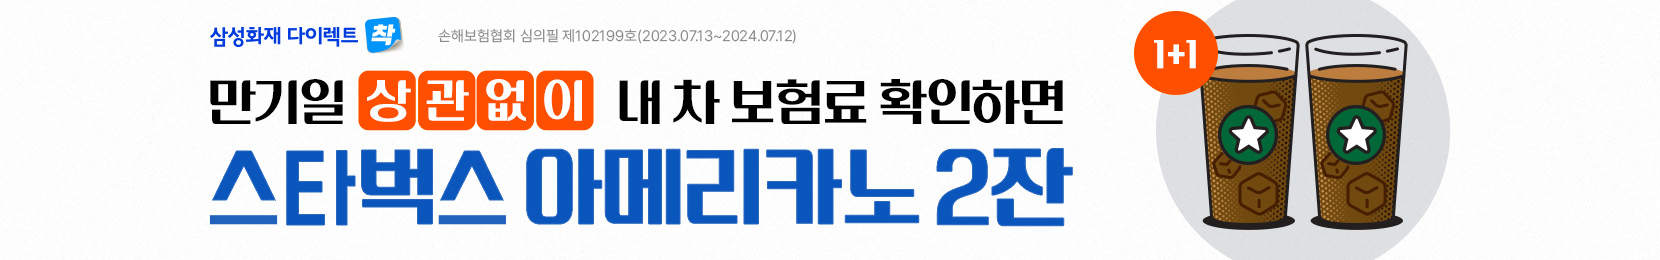 삼성화재 다이렉트 착
손해보험협회 심의필 제102199호(2023.07.13~2024.07.12)
만기일 상관없이 내 차 보험료 확인하면
스타벅스 아메리카노 2잔
1+1